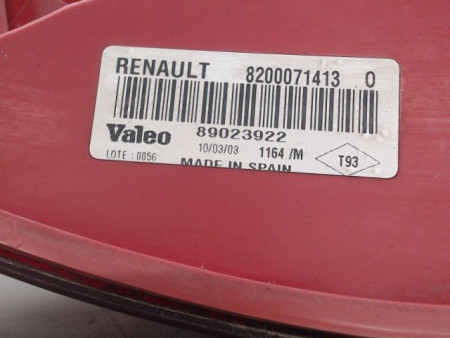 RENAULT 8200071413 0
89023922
Valeo
10/03/03 1164 /M
LOTE : 0056
T93
MADE IN SPAIN